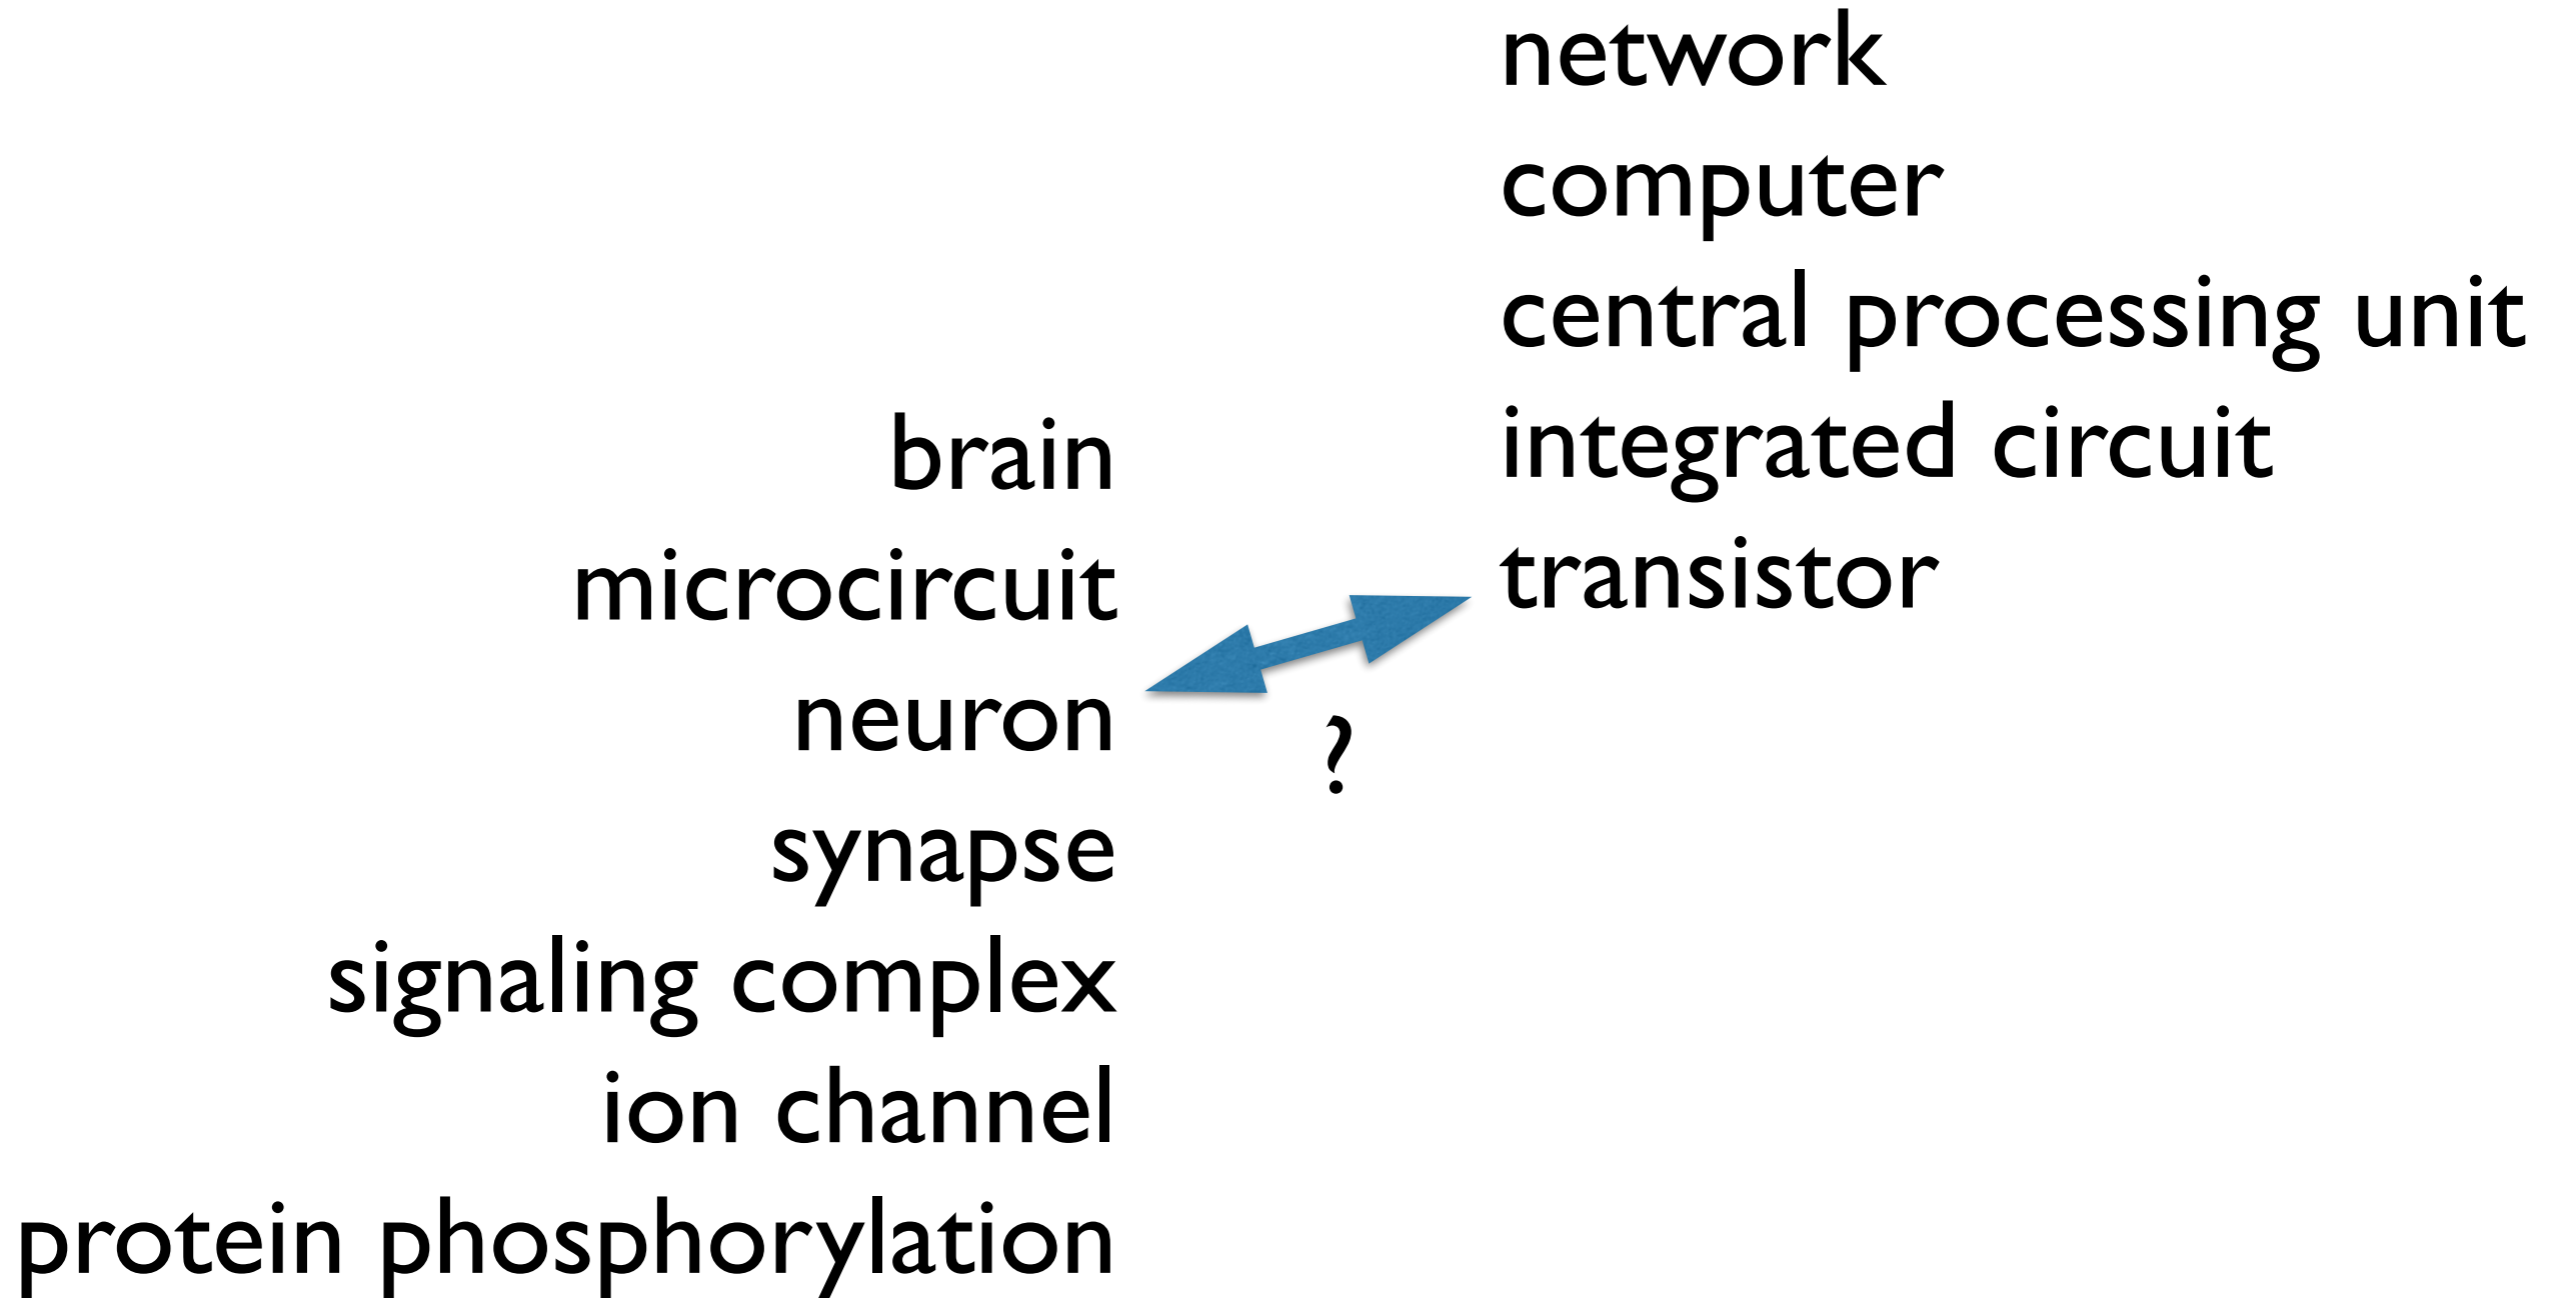 network
computer
central processing unit
integrated circuit
transistor
brain
microcircuit
neuron
synapse
signaling complex
ion channel
protein phosphorylation
?